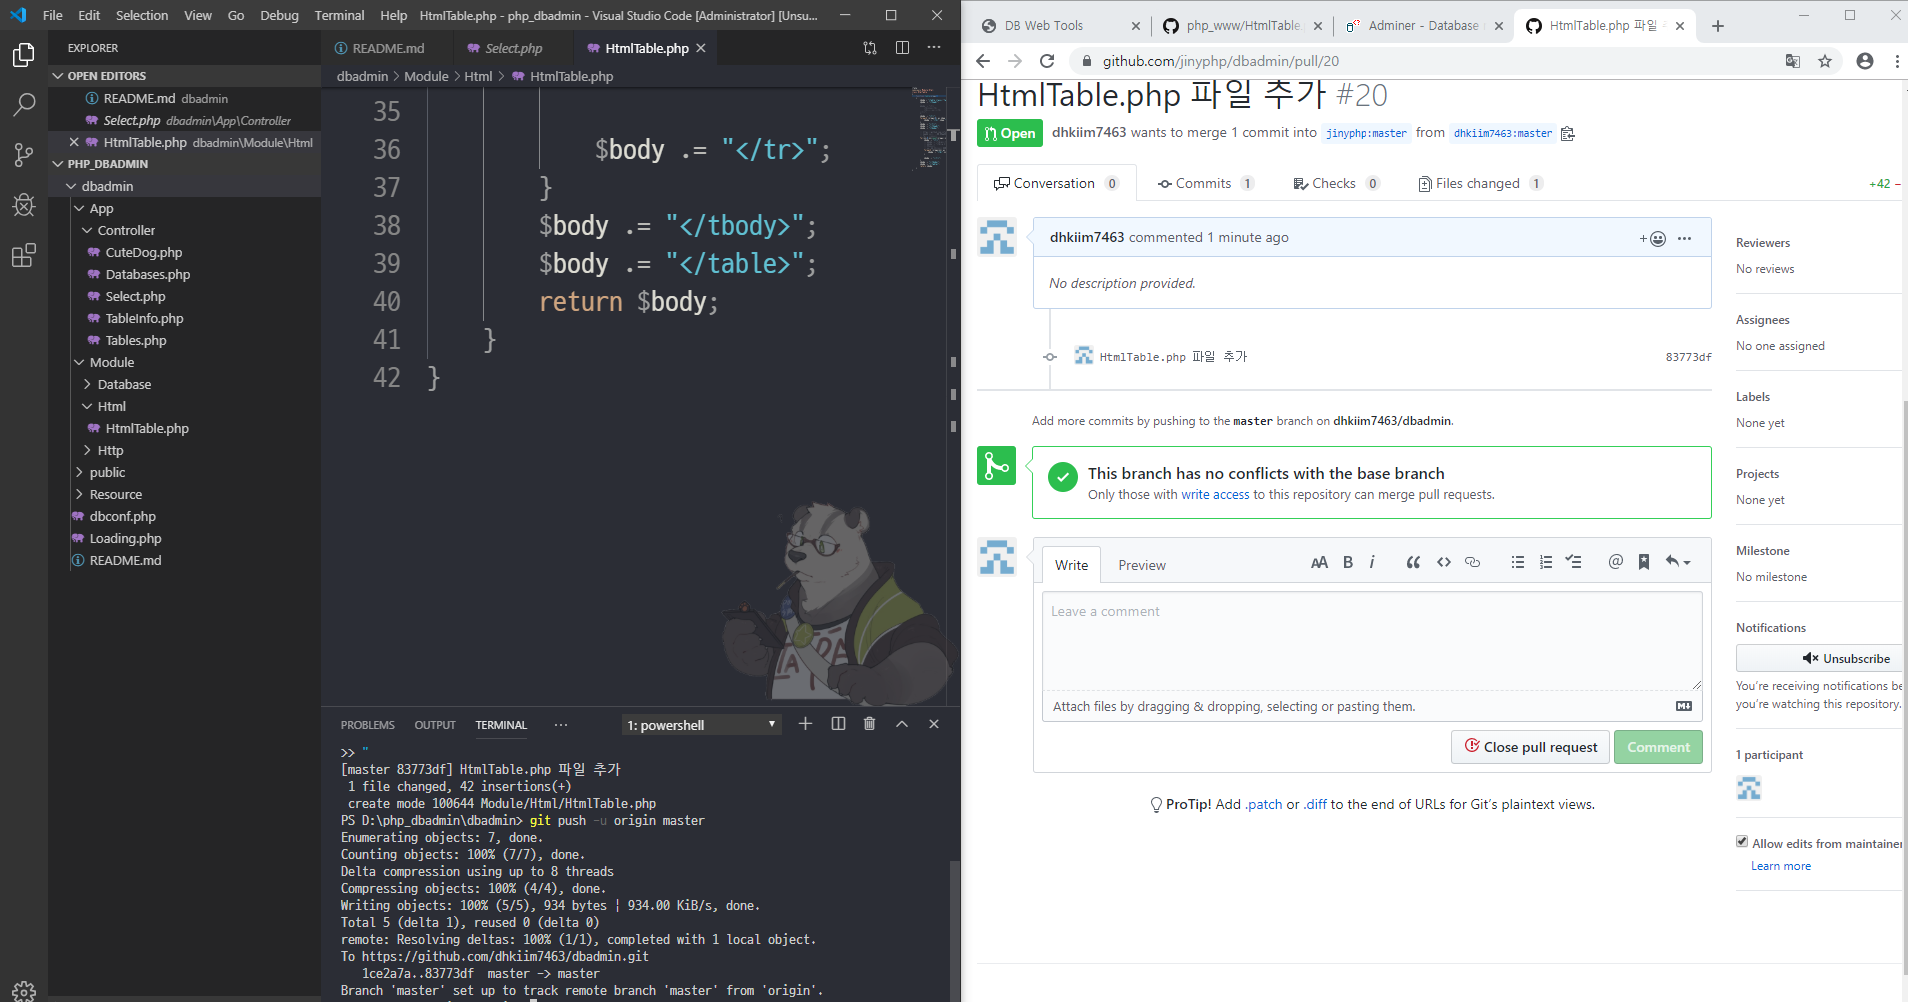 File Edit Selection View Go Debug Terminal Help HtmlTable.php - php_dbadmin - Visual Studio Code [Administrator] [Unsu...
EXPLORER
OPEN EDITORS
README.md dbadmin
Select.php dbadmin\App\Controller
HtmlTable.php dbadmin\Module\Html
PHP_DBADMIN
dbadmin
App
Controller
CuteDog.php
Databases.php
Select.php
TableInfo.php
Tables.php
Module
Database
Html
HtmlTable.php
Http
public
Resource
dbconf.php
Loading.php
README.md
README.md Select.php HtmlTable.php
dbadmin > Module > Html > HtmlTable.php
35
36 $body .= "</tr>";
37 }
38 $body .= "</tbody>";
39 $body .= "</table>";
40 return $body;
41 }
42 }
PROBLEMS OUTPUT TERMINAL ... 1: powershell
>> "
[master 83773df] HtmlTable.php 파일 추가
1 file changed, 42 insertions(+)
create mode 100644 Module/Html/HtmlTable.php
PS D:\php_dbadmin\dbadmin> git push -u origin master
Enumerating objects: 7, done.
Counting objects: 100% (7/7), done.
Delta compression using up to 8 threads
Compressing objects: 100% (4/4), done.
Writing objects: 100% (5/5), 934 bytes | 934.00 KiB/s, done.
Total 5 (delta 1), reused 0 (delta 0)
remote: Resolving deltas: 100% (1/1), completed with 1 local object.
To https://github.com/dhkiim7463/dbadmin.git
1ce2a7a..83773df master -> master
Branch 'master' set up to track remote branch 'master' from 'origin'.
DB Web Tools php_www/HtmlTable. Adminer - Database HtmlTable.php 파일
github.com/jinyphp/dbadmin/pull/20
HtmlTable.php 파일 추가 #20
Open dhkiim7463 wants to merge 1 commit into jinyphp:master from dhkiim7463:master
Conversation 0 Commits 1 Checks 0 Files changed 1 +42 −
dhkiim7463 commented 1 minute ago
No description provided.
HtmlTable.php 파일 추가 83773df
Add more commits by pushing to the master branch on dhkiim7463/dbadmin.
This branch has no conflicts with the base branch
Only those with write access to this repository can merge pull requests.
Write Preview AA B i
Leave a comment
Attach files by dragging & dropping, selecting or pasting them.
Close pull request Comment
ProTip! Add .patch or .diff to the end of URLs for Git's plaintext views.
Reviewers
No reviews
Assignees
No one assigned
Labels
None yet
Projects
None yet
Milestone
No milestone
Notifications
Unsubscribe
You're receiving notifications be
you're watching this repository.
1 participant
Allow edits from maintainer
Learn more